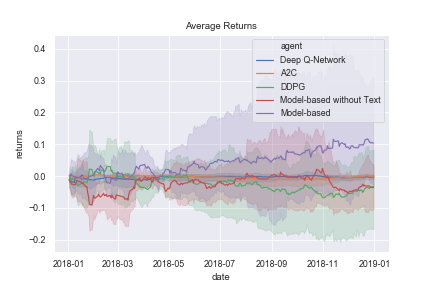 Average Returns
agent
Deep Q-Network
A2C
DDPG
Model-based without Text
Model-based
returns
0.4
0.3
0.2
0.1
0.0
−0.1
−0.2
2018-01
2018-03
2018-05
2018-07
2018-09
2018-11
2019-01
date